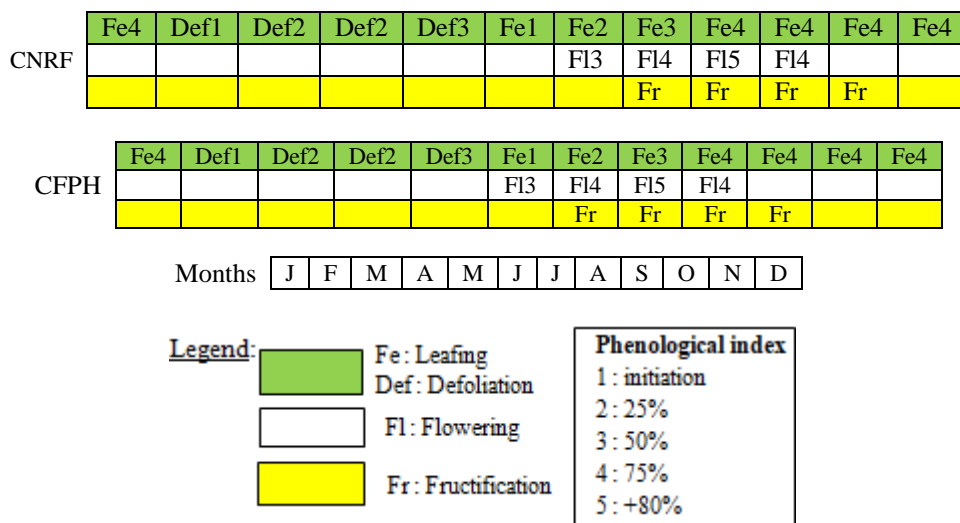 Fe4 Def1 Def2 Def2 Def3 Fe1 Fe2 Fe3 Fe4 Fe4 Fe4 Fe4
CNRF Fl3 Fl4 Fl5 Fl4
Fr Fr Fr Fr
Fe4 Def1 Def2 Def2 Def3 Fe1 Fe2 Fe3 Fe4 Fe4 Fe4 Fe4
CFPH Fl3 Fl4 Fl5 Fl4
Fr Fr Fr Fr
Months J F M A M J J A S O N D
Legend:
Fe : Leafing
Def : Defoliation
Fl : Flowering
Fr : Fructification
Phenological index
1 : initiation
2 : 25%
3 : 50%
4 : 75%
5 : +80%